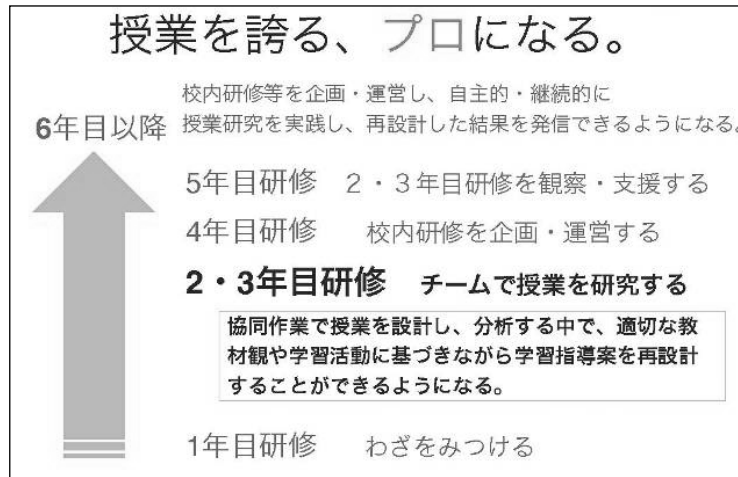 授業を誇る、プロになる。
校内研修等を企画・運営し、自主的・継続的に
6年目以降 授業研究を実践し、再設計した結果を発信できるようになる。
5年目研修 2・3年目研修を観察・支援する
4年目研修 校内研修を企画・運営する
2・3年目研修 チームで授業を研究する
協同作業で授業を設計し、分析する中で、適切な教
材観や学習活動に基づきながら学習指導案を再設計
することができるようになる。
1年目研修 わざをみつける